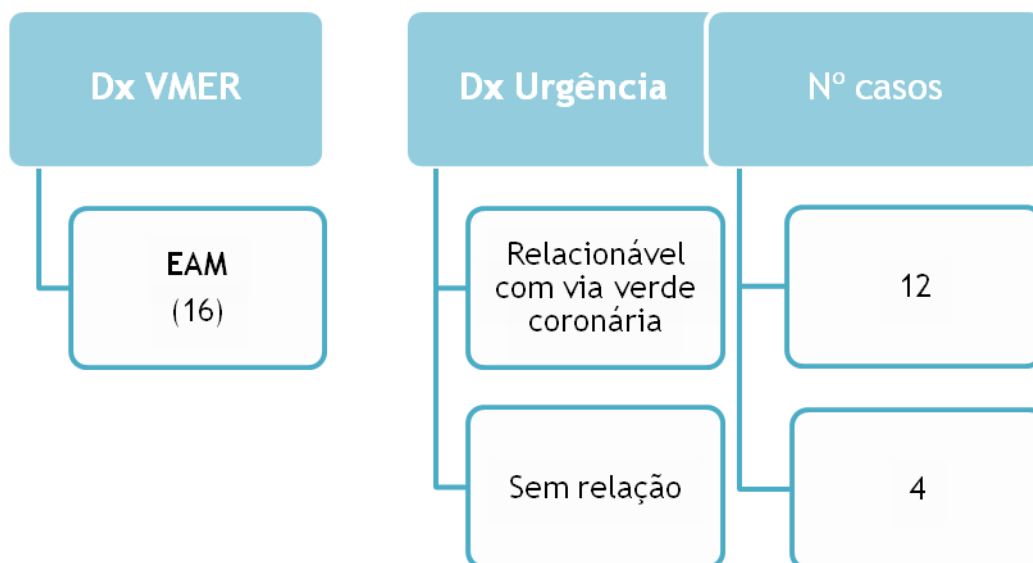 Dx VMER
Dx Urgência
Nº casos
EAM
(16)
Relacionável
com via verde
coronária
12
Sem relação
4